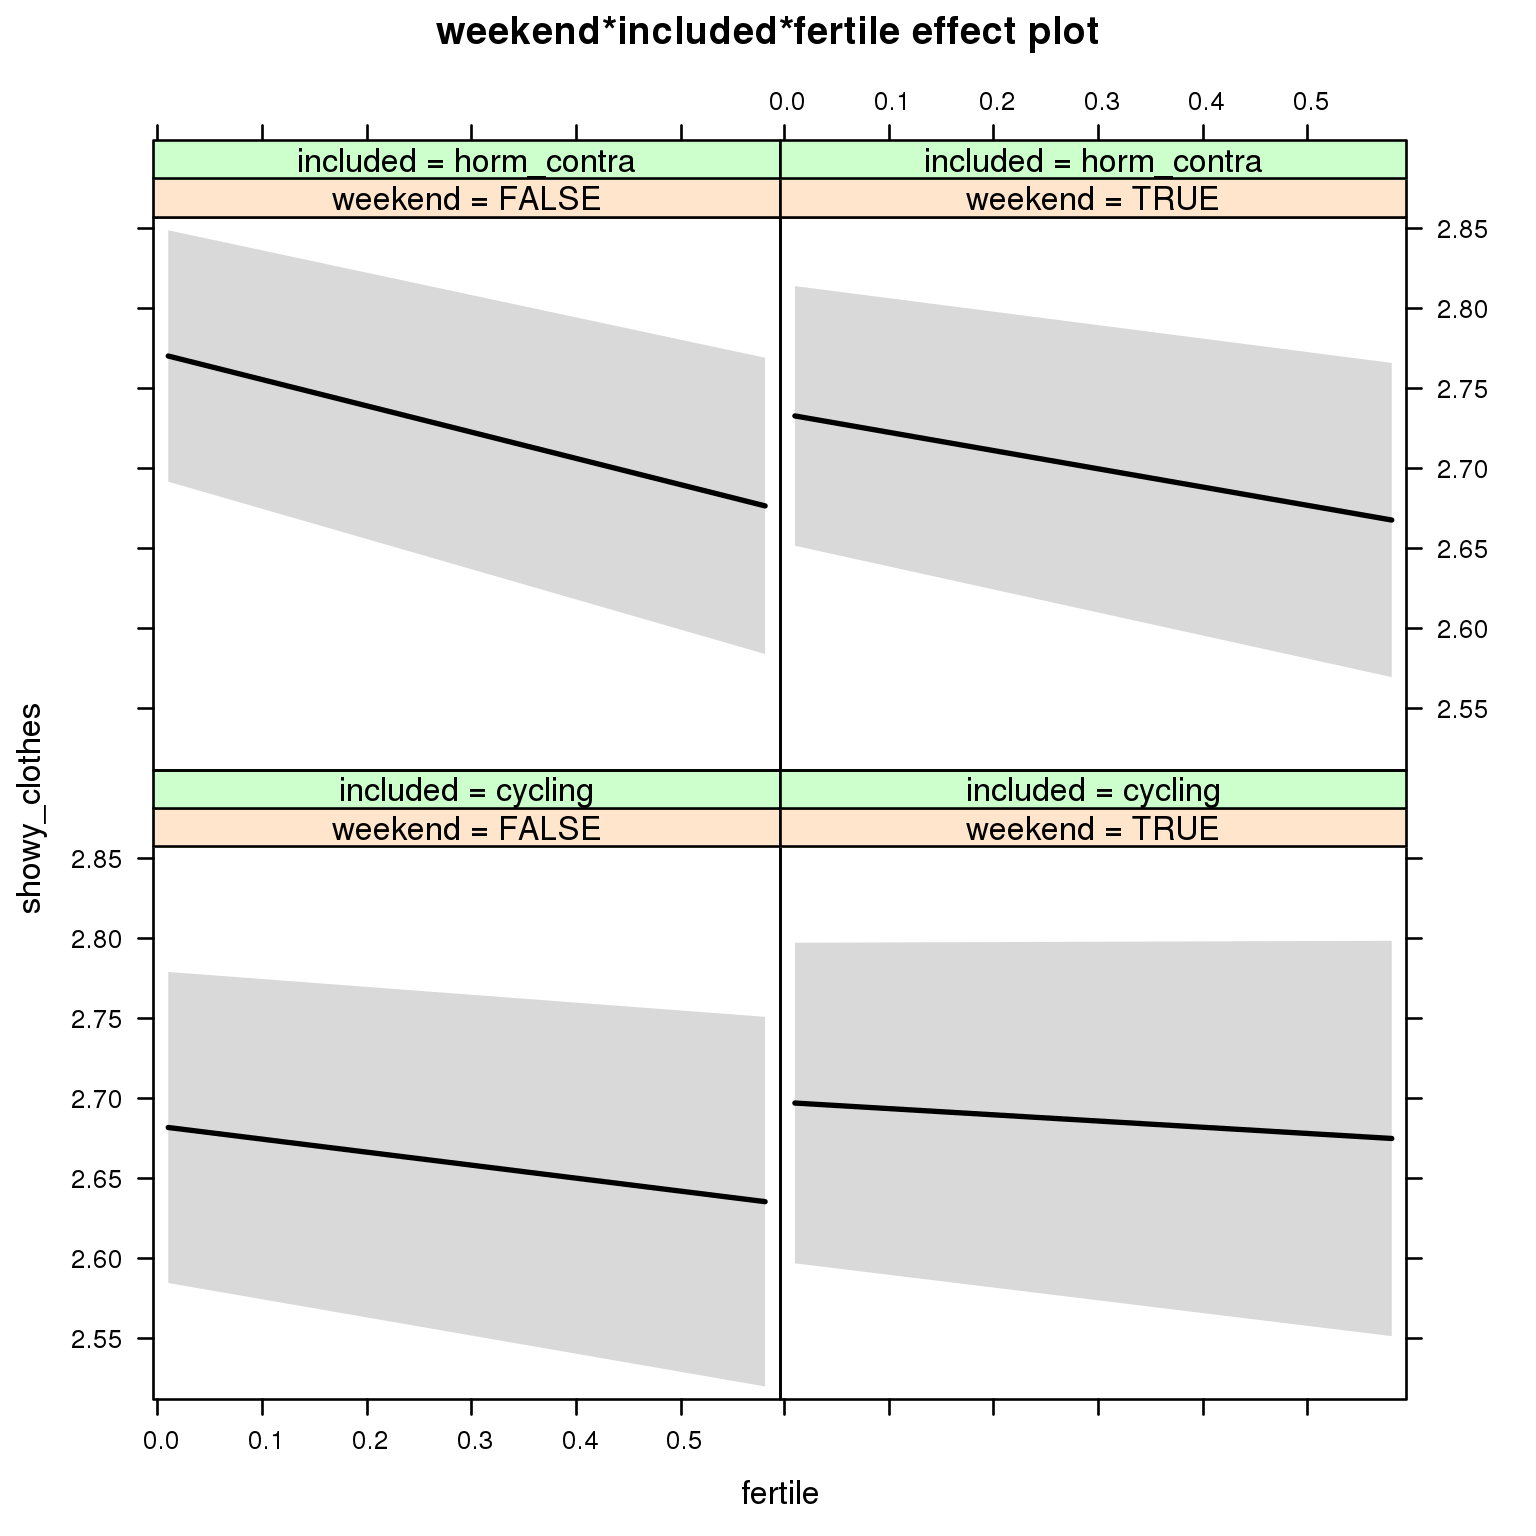 weekend*included*fertile effect plot
0.0 0.1 0.2 0.3 0.4 0.5
included = horm_contra included = horm_contra
weekend = FALSE weekend = TRUE
2.85
2.80
2.75
2.70
2.65
2.60
2.55
showy_clothes
included = cycling included = cycling
weekend = FALSE weekend = TRUE
2.85
2.80
2.75
2.70
2.65
2.60
2.55
0.0 0.1 0.2 0.3 0.4 0.5
fertile